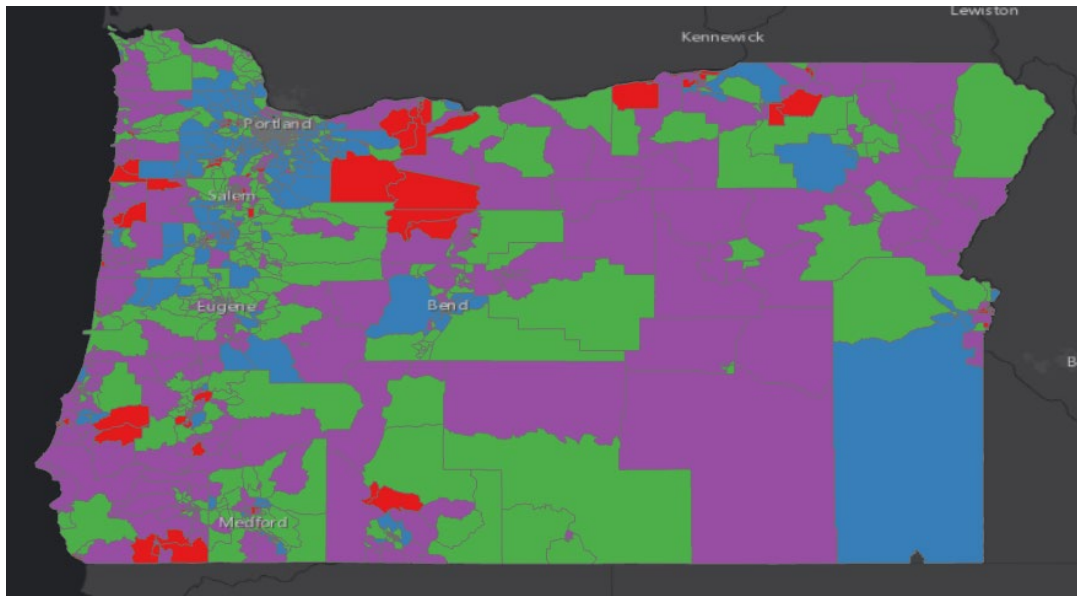 Lewiston
Kennewick
Portland
Salem
Eugene
Bend
B
Medford